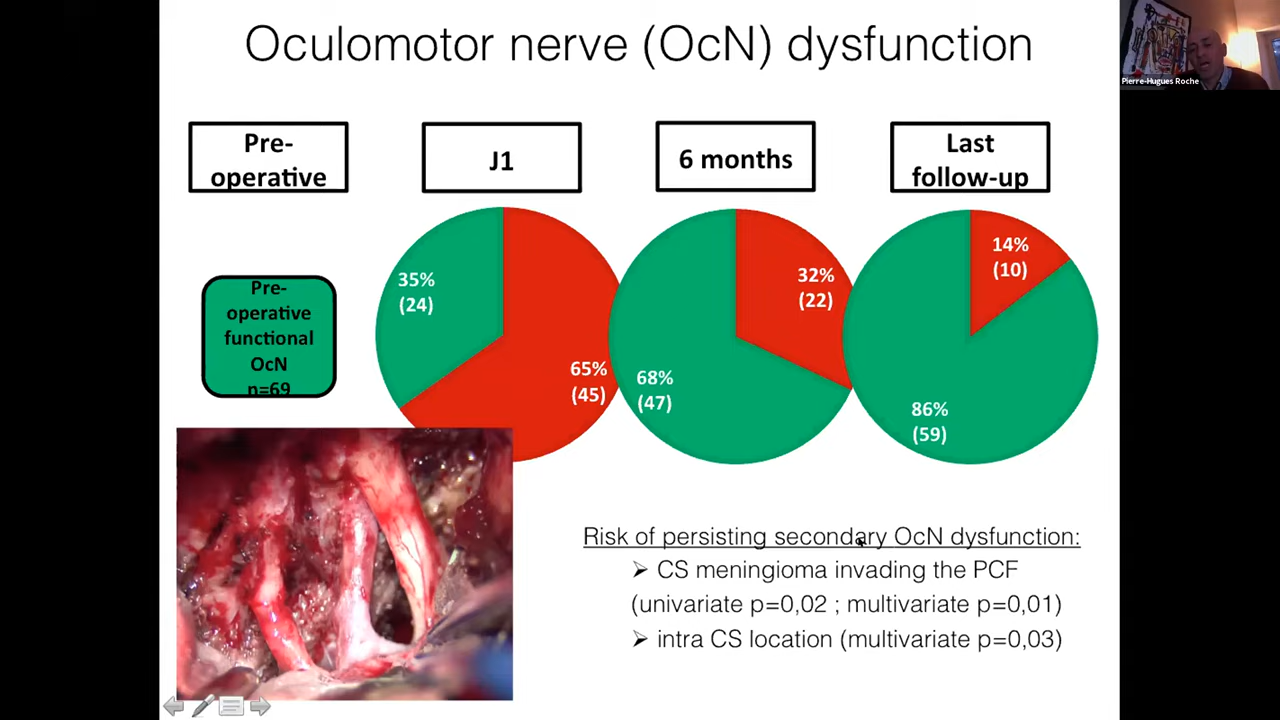 Oculomotor nerve (OcN) dysfunction
Pierre-Hugues Roche
Pre-
operative
J1
6 months
Last
follow-up
Pre-
operative
functional
OcN
n=69
35%
(24)
65%
(45)
32%
(22)
68%
(47)
14%
(10)
86%
(59)
Risk of persisting secondary OcN dysfunction:
➢ CS meningioma invading the PCF
(univariate p=0,02 ; multivariate p=0,01)
➢ intra CS location (multivariate p=0,03)